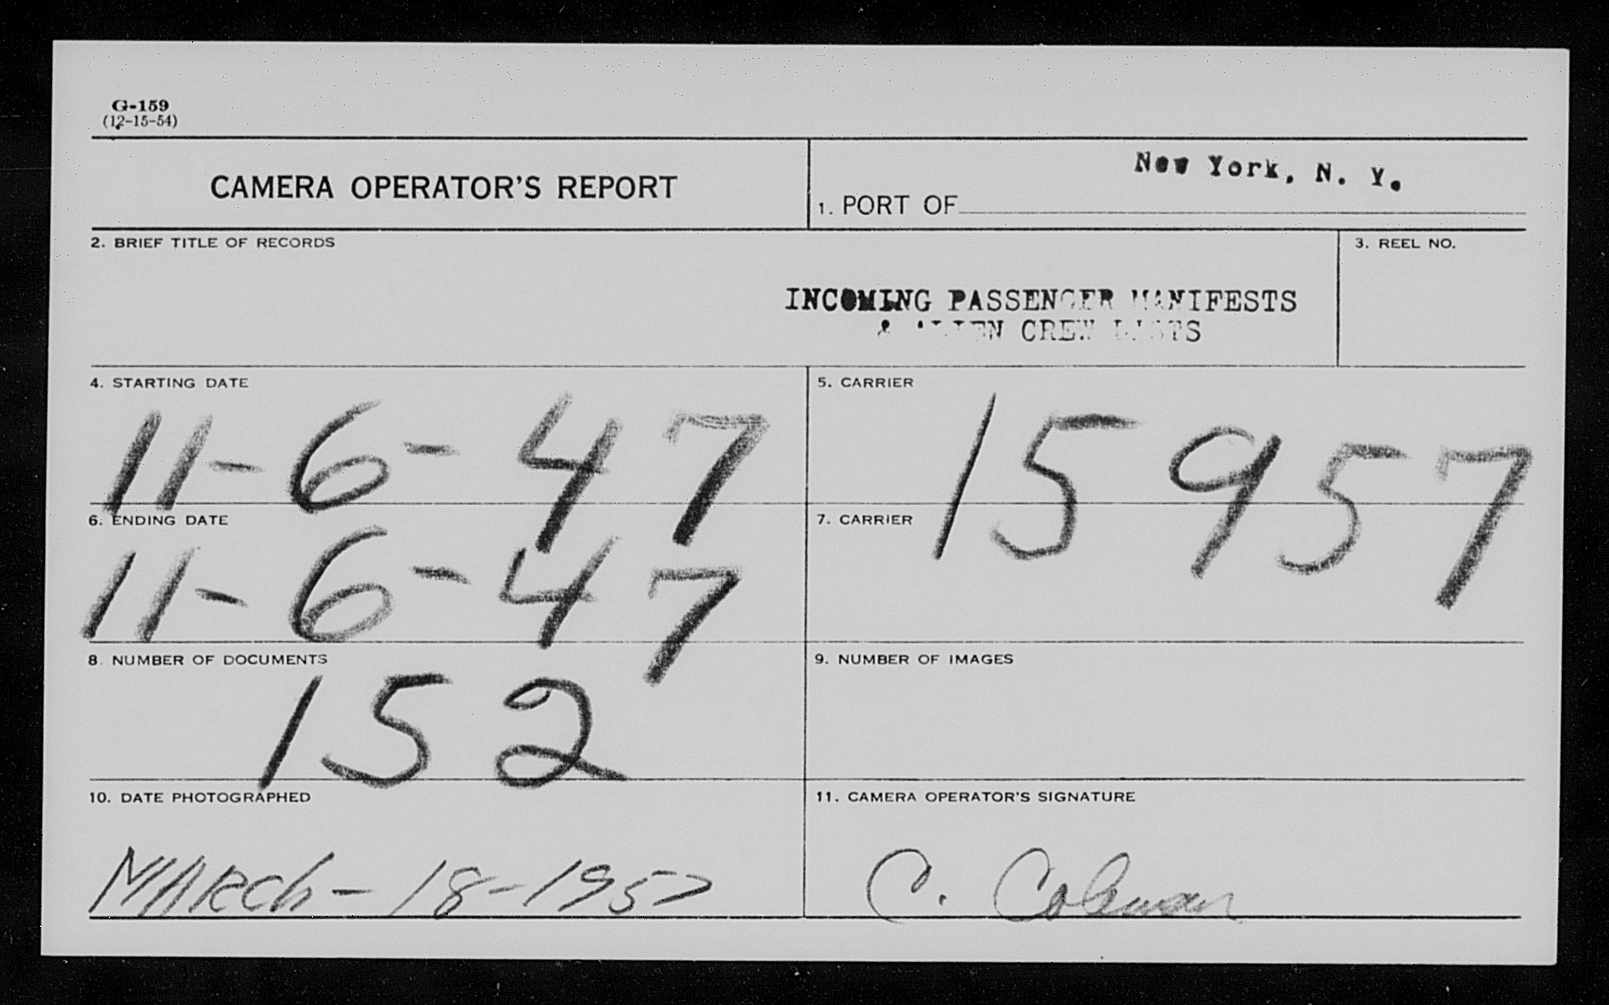 G-159
(12-15-54)
CAMERA OPERATOR'S REPORT
1. PORT OF New York, N. Y.
2. BRIEF TITLE OF RECORDS
INCOMING PASSENGER MANIFESTS
& ALIEN CREW LISTS
3. REEL NO.
4. STARTING DATE
11-6-47
5. CARRIER
15957
6. ENDING DATE
11-6-47
7. CARRIER
8. NUMBER OF DOCUMENTS
152
9. NUMBER OF IMAGES
10. DATE PHOTOGRAPHED
MARCh-18-1957
11. CAMERA OPERATOR'S SIGNATURE
C. Coleman